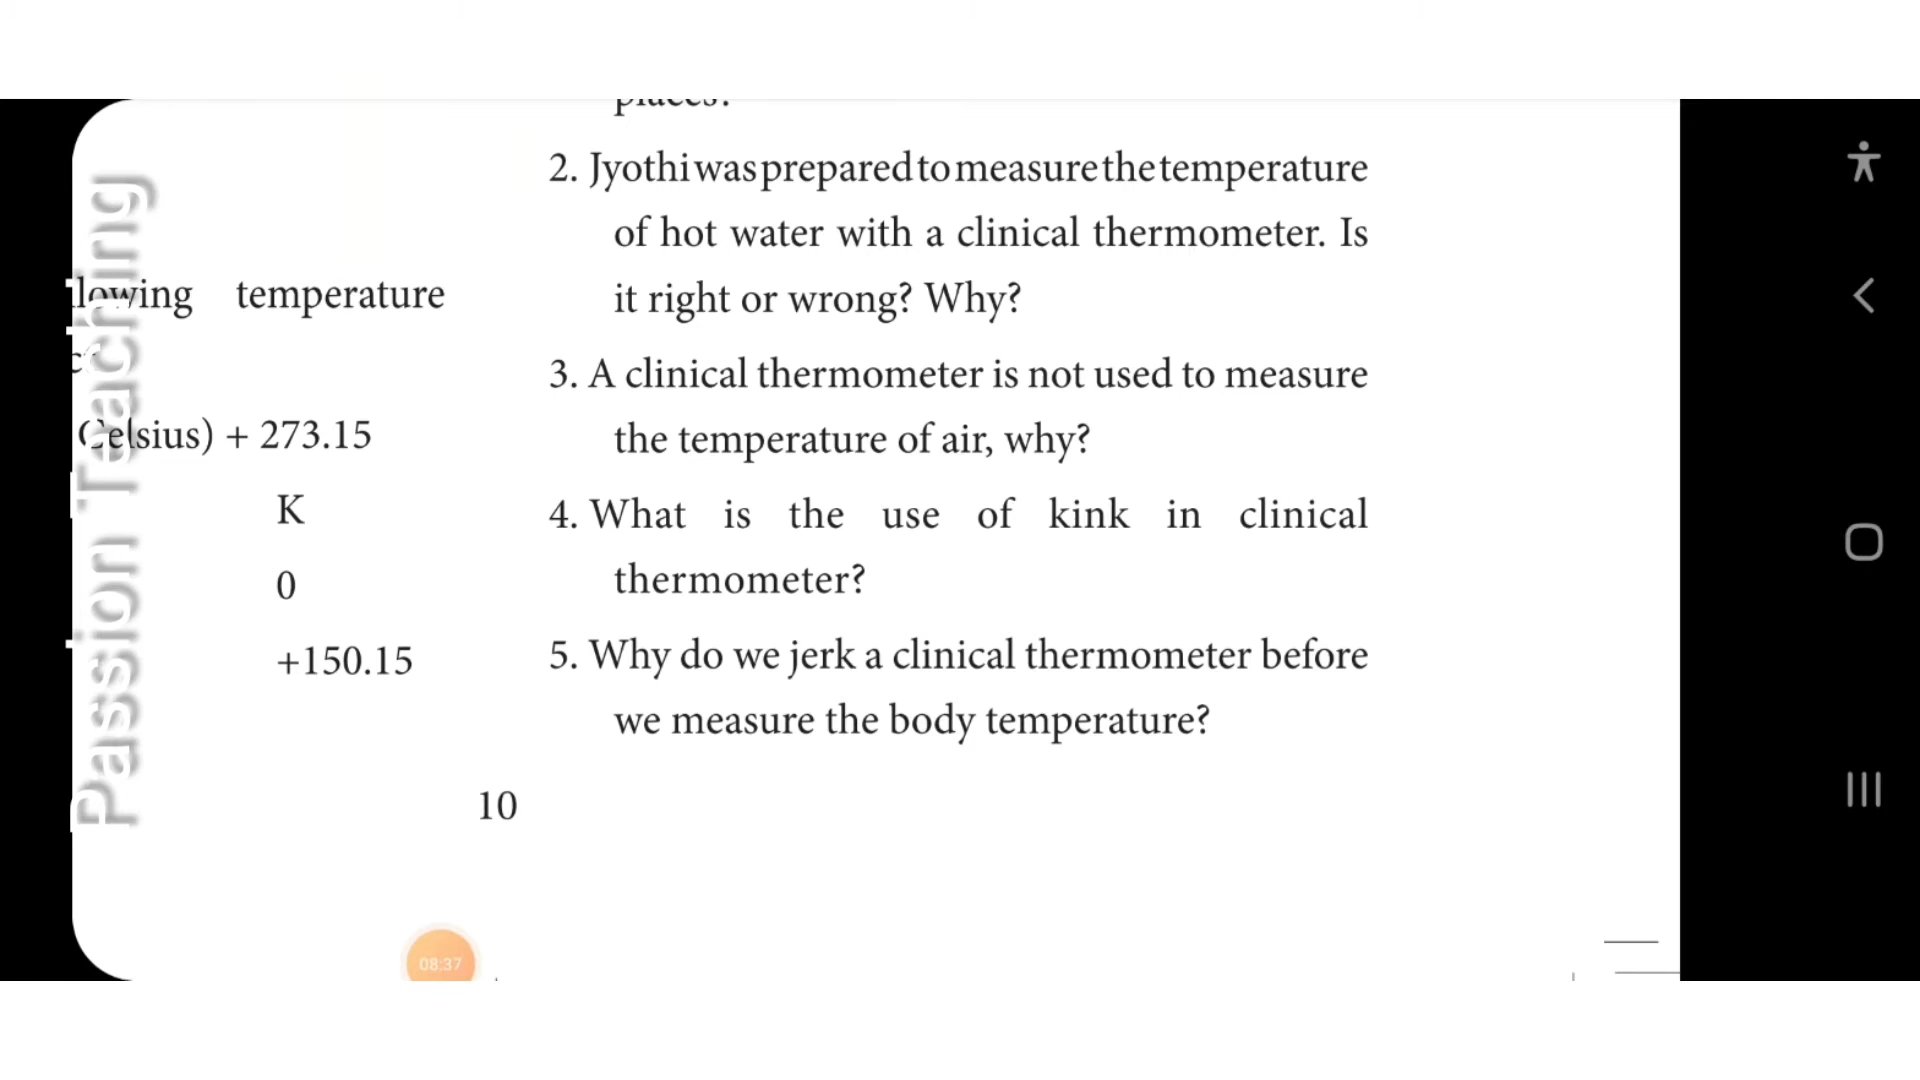 Passion Teaching
lowing temperature
Celsius) + 273.15
K
0
+150.15
places?
2. Jyothi was prepared to measure the temperature
of hot water with a clinical thermometer. Is
it right or wrong? Why?
3. A clinical thermometer is not used to measure
the temperature of air, why?
4. What is the use of kink in clinical
thermometer?
5. Why do we jerk a clinical thermometer before
we measure the body temperature?
10
08:37